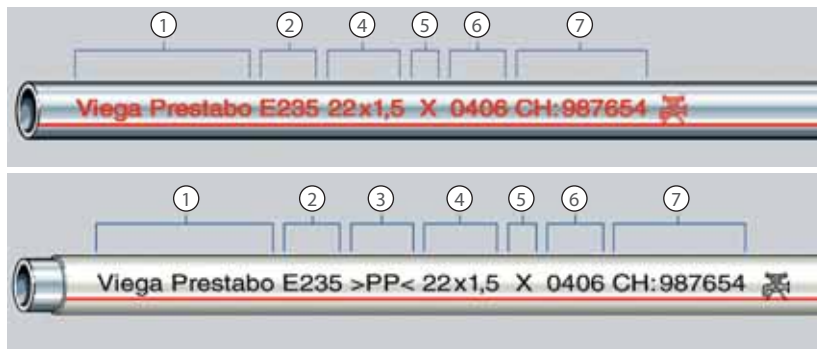 ① ② ④ ⑤ ⑥ ⑦
Viega Prestabo E235 22x1,5 X 0406 CH:987654
① ② ③ ④ ⑤ ⑥ ⑦
Viega Prestabo E235 >PP< 22x1,5 X 0406 CH:987654